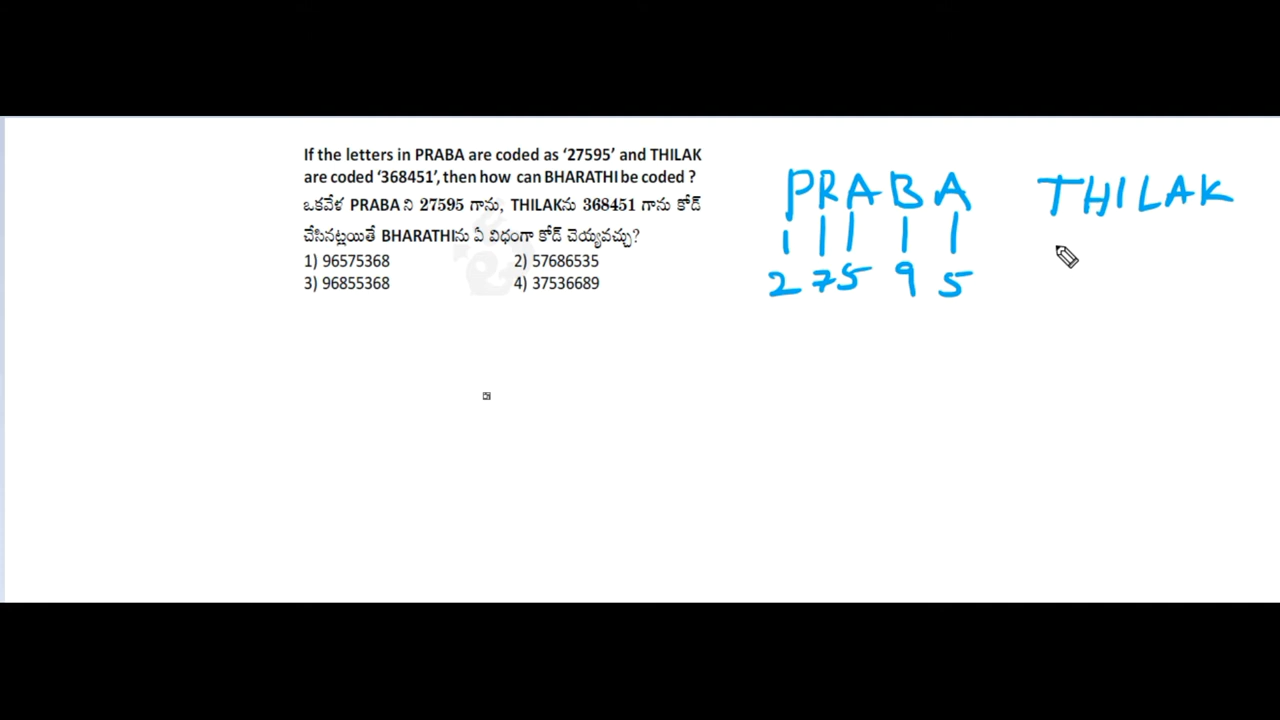 If the letters in PRABA are coded as ‘27595’ and THILAK
are coded ‘368451’, then how can BHARATHI be coded ?
ఒకవేళ PRABA ని 27595 గాను, THILAKను 368451 గాను కోడ్
చేసినట్లయితే BHARATHIను ఏ విధంగా కోడ్ చెయ్యవచ్చు?
1) 96575368 2) 57686535
3) 96855368 4) 37536689
PRABA THILAK
27595